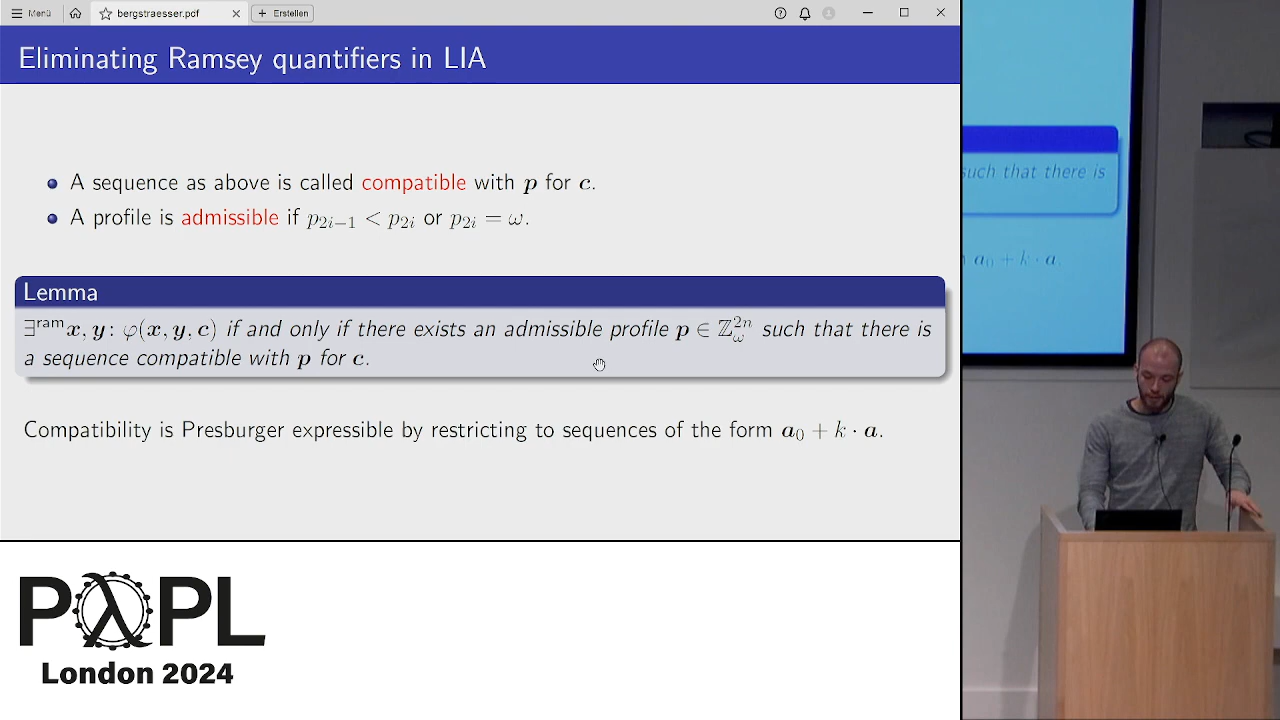 Menü
bergstraesser.pdf
Erstellen
Eliminating Ramsey quantifiers in LIA
A sequence as above is called compatible with p for c.
A profile is admissible if p_{2i−1} < p_{2i} or p_{2i} = ω.
Lemma
∃^{ram} x, y : φ(x, y, c) if and only if there exists an admissible profile p ∈ ℤ_ω^{2n} such that there is
a sequence compatible with p for c.
Compatibility is Presburger expressible by restricting to sequences of the form a_0 + k · a.
such that there is
a_0 + k · a.
PλPL
London 2024